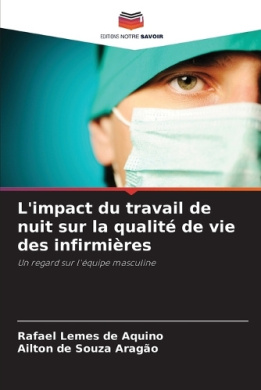 EDITIONS NOTRE SAVOIR
L'impact du travail de
nuit sur la qualité de vie
des infirmières
Un regard sur l'équipe masculine
Rafael Lemes de Aquino
Ailton de Souza Aragão